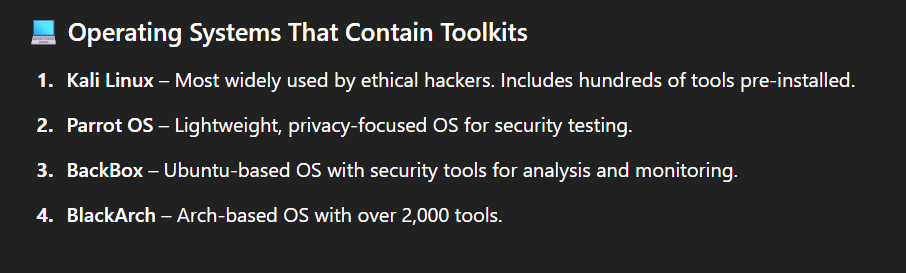 💻 Operating Systems That Contain Toolkits
1. Kali Linux – Most widely used by ethical hackers. Includes hundreds of tools pre-installed.
2. Parrot OS – Lightweight, privacy-focused OS for security testing.
3. BackBox – Ubuntu-based OS with security tools for analysis and monitoring.
4. BlackArch – Arch-based OS with over 2,000 tools.